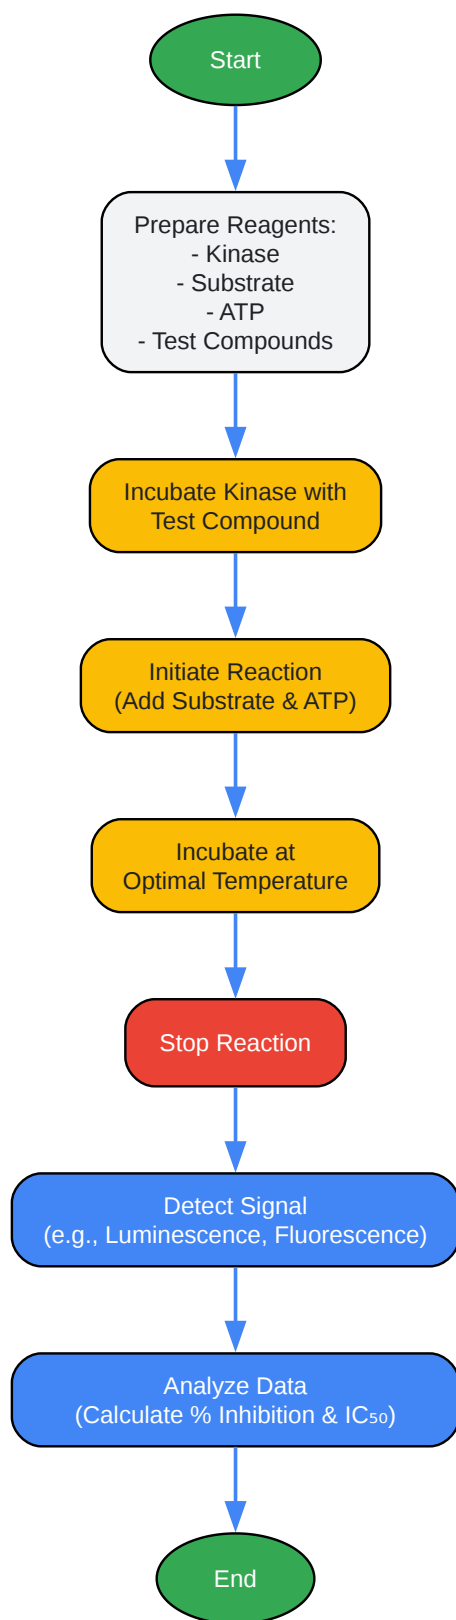 Start
Prepare Reagents:
- Kinase
- Substrate
- ATP
- Test Compounds
Incubate Kinase with
Test Compound
Initiate Reaction
(Add Substrate & ATP)
Incubate at
Optimal Temperature
Stop Reaction
Detect Signal
(e.g., Luminescence, Fluorescence)
Analyze Data
(Calculate % Inhibition & IC₅₀)
End